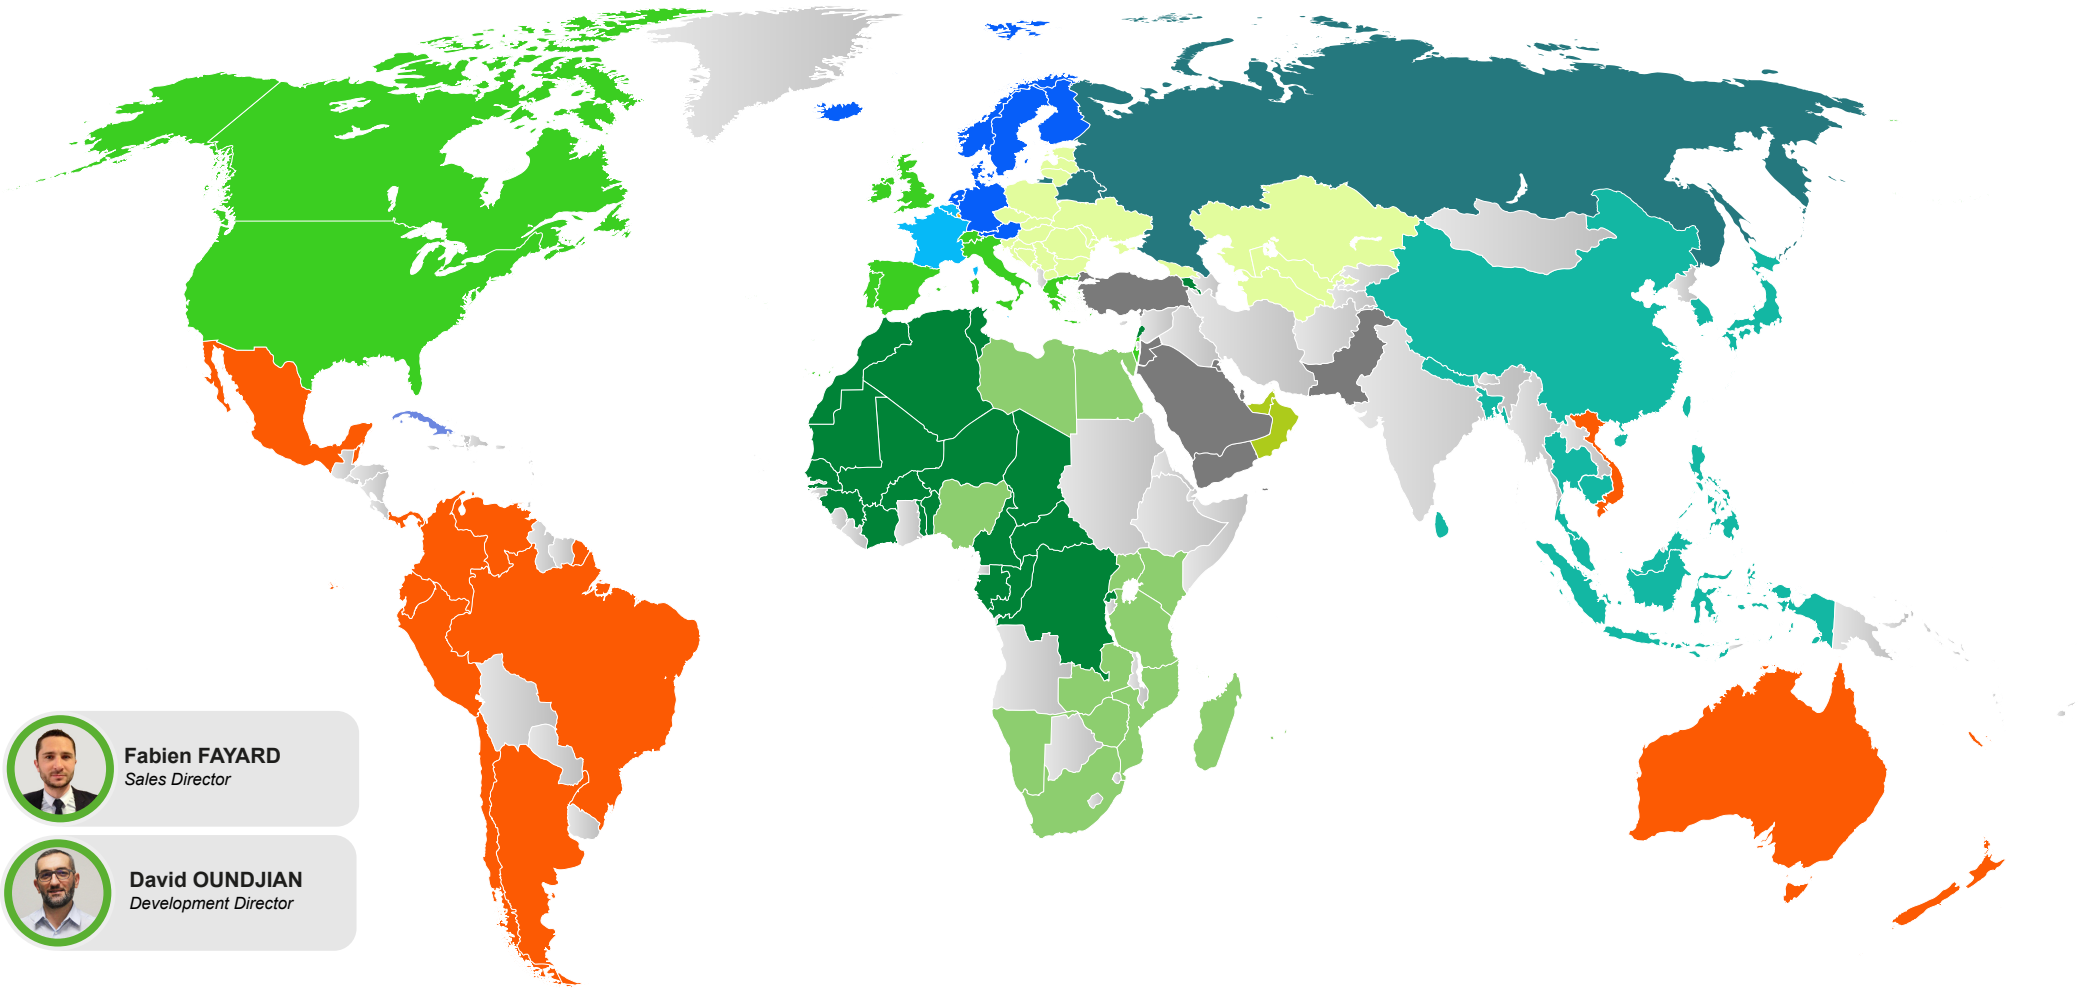 Fabien FAYARD
Sales Director
David OUNDJIAN
Development Director